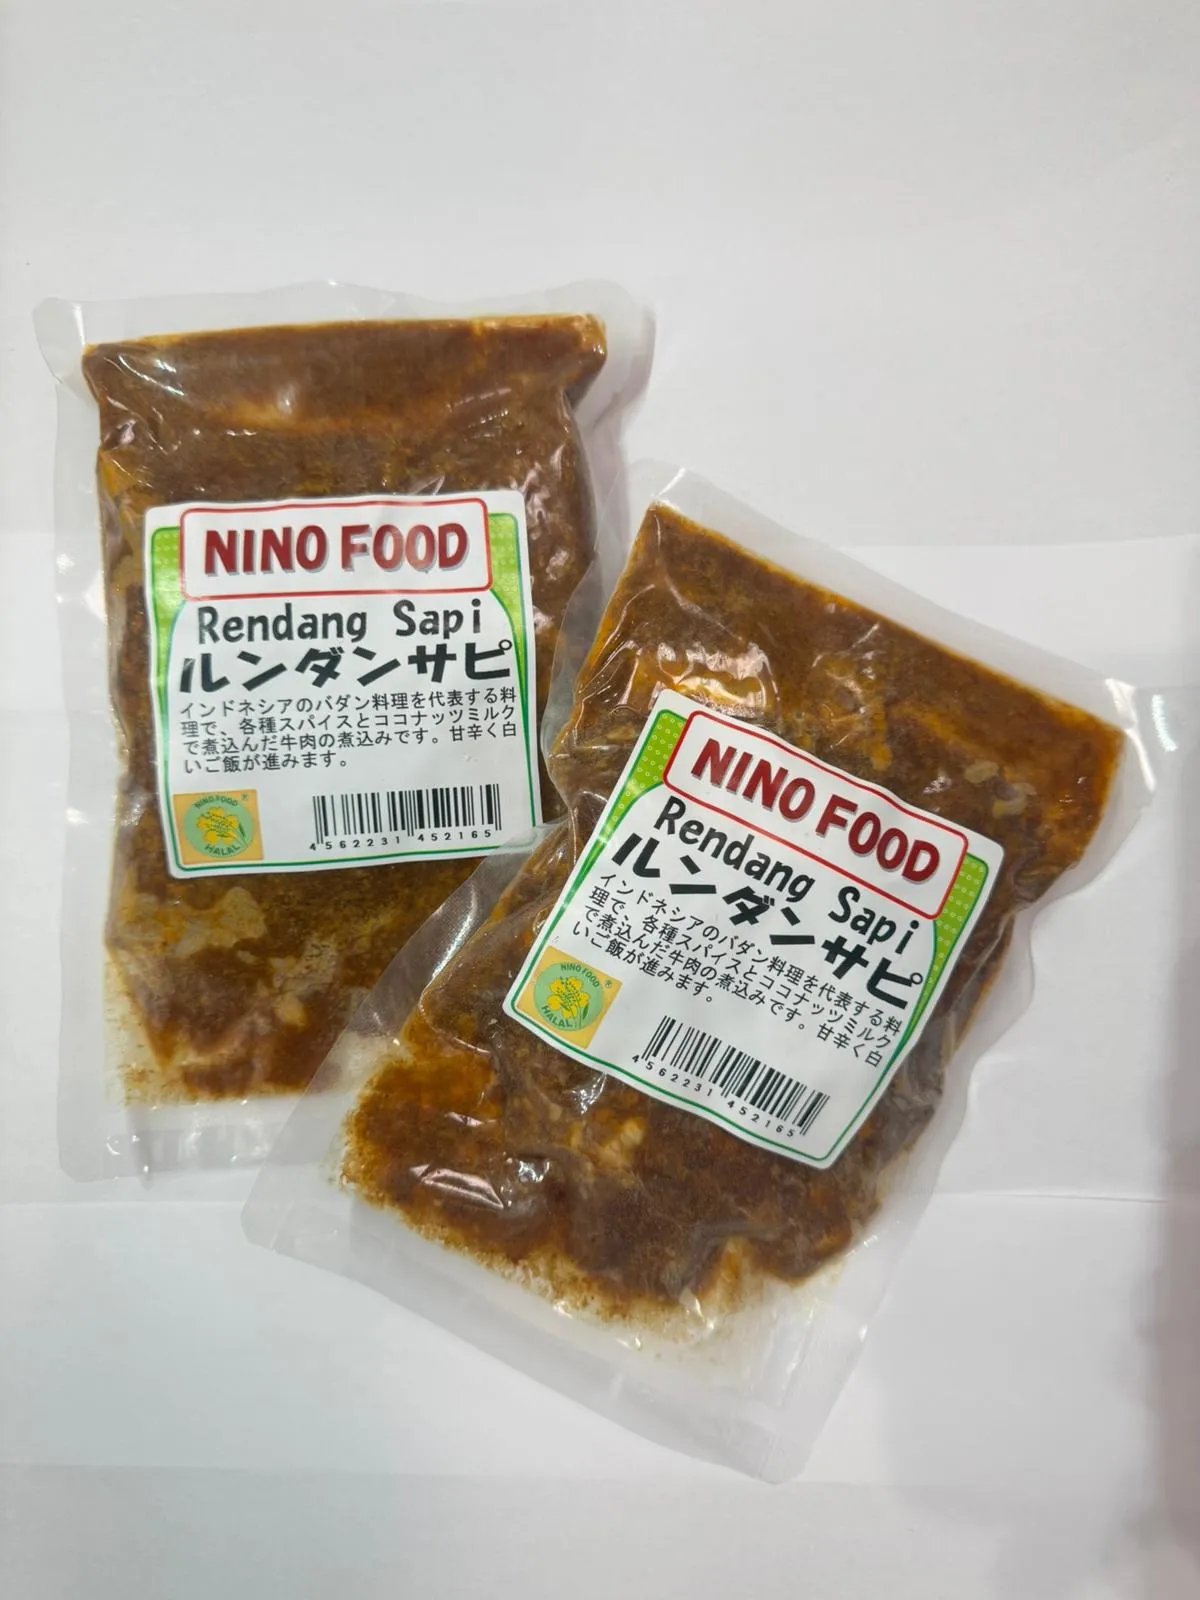 NINO FOOD
Rendang Sapi
ルンダンサピ
インドネシアのバダン料理を代表する料
理で、各種スパイスとココナッツミルク
で煮込んだ牛肉の煮込みです。甘辛く白
いご飯が進みます。
NINO FOOD ®
HALAL
4 562231 452165
NINO FOOD
Rendang Sapi
ルンダンサピ
インドネシアのバダン料理を代表する料
理で、各種スパイスとココナッツミルク
で煮込んだ牛肉の煮込みです。甘辛く白
いご飯が進みます。
NINO FOOD ®
HALAL
4 562231 452165